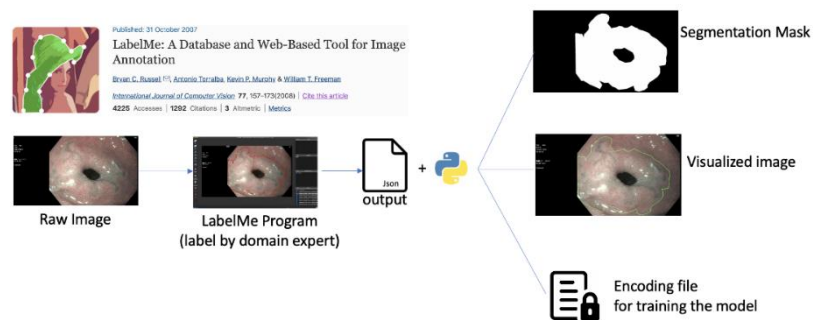 Published: 31 October 2007
LabelMe: A Database and Web-Based Tool for Image
Annotation
Bryan C. Russell, Antonio Torralba, Kevin P. Murphy & William T. Freeman
International Journal of Computer Vision 77, 157–173(2008) | Cite this article
4225 Accesses | 1292 Citations | 3 Altmetric | Metrics
Raw Image
LabelMe Program
(label by domain expert)
Json
output
+
Segmentation Mask
Visualized image
Encoding file
for training the model